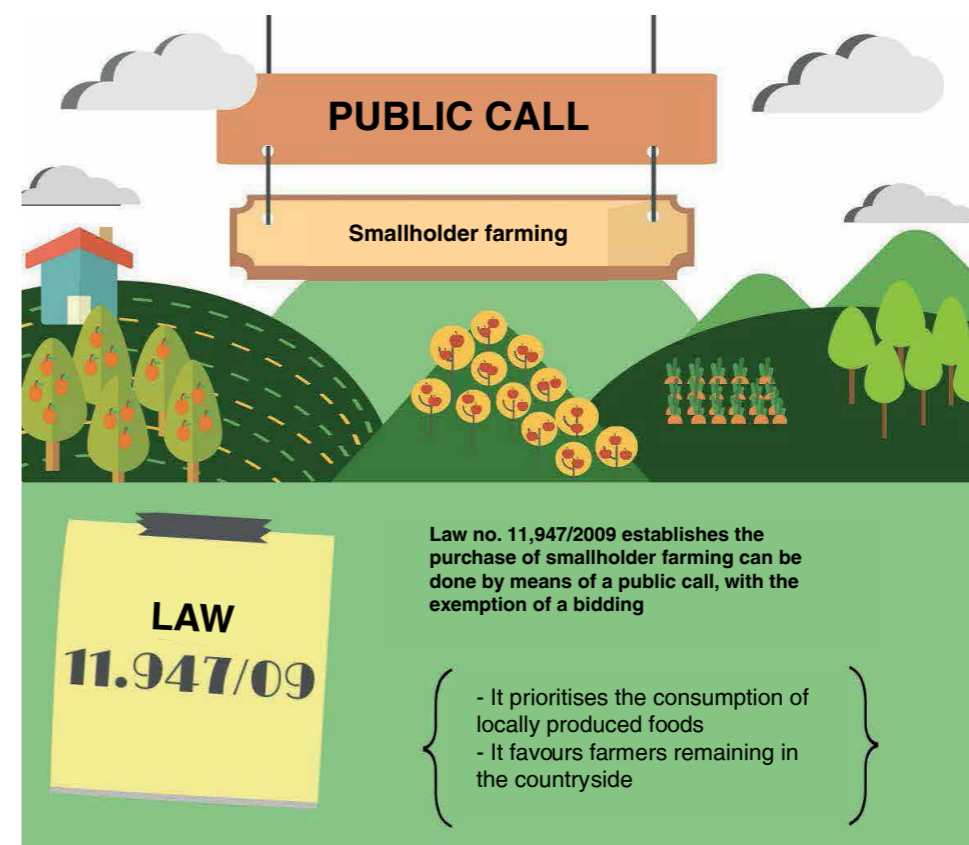 PUBLIC CALL
Smallholder farming
LAW
11.947/09
Law no. 11,947/2009 establishes the
purchase of smallholder farming can be
done by means of a public call, with the
exemption of a bidding
- It prioritises the consumption of
locally produced foods
- It favours farmers remaining in
the countryside